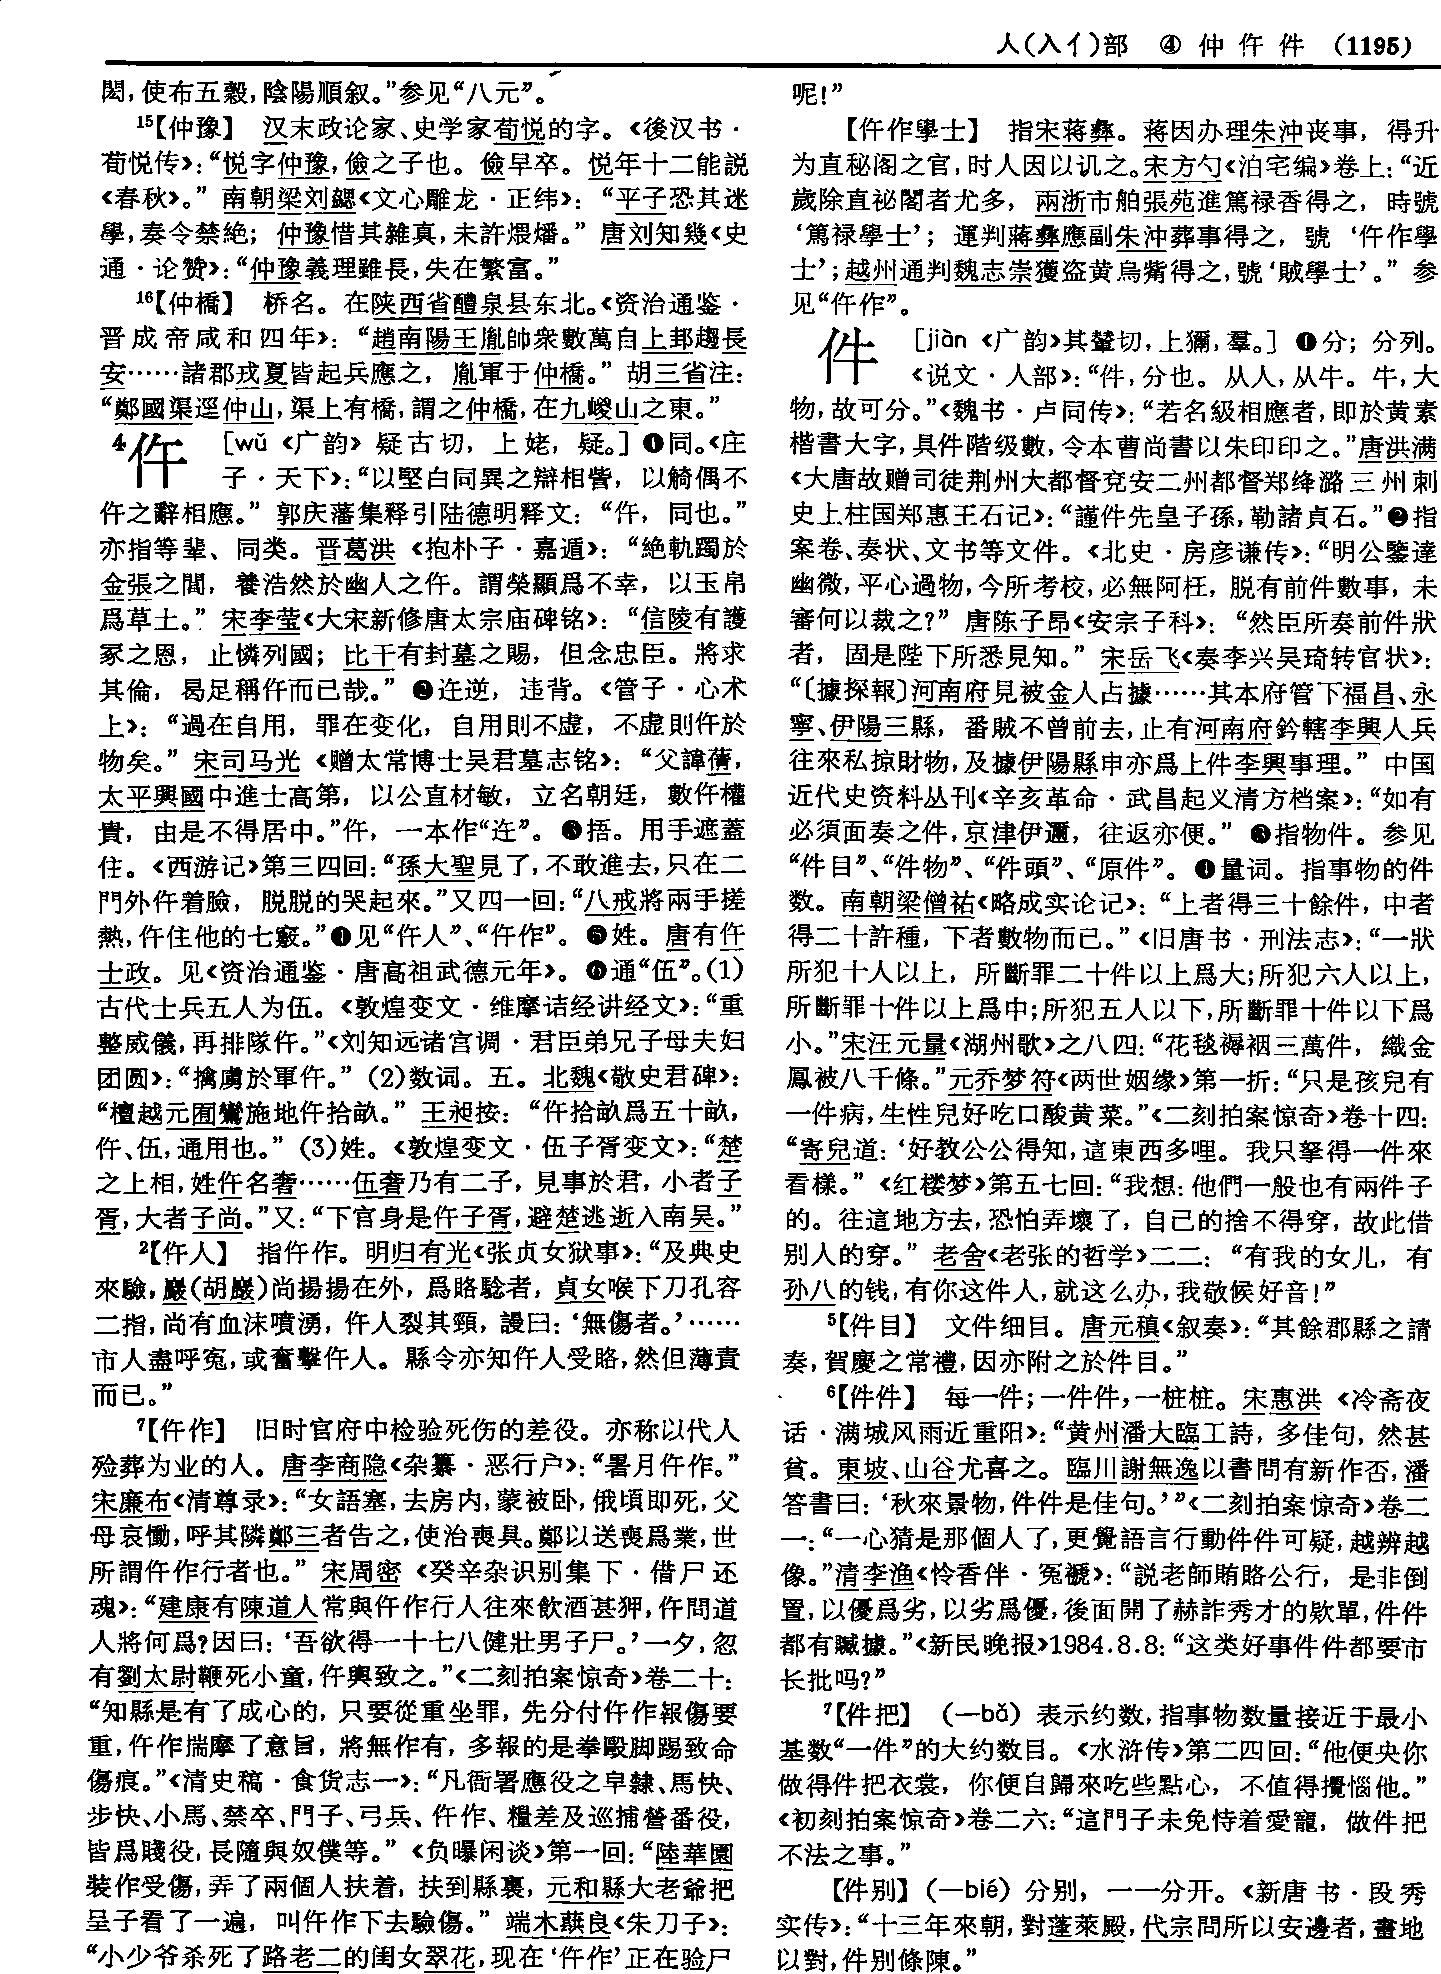 人(入亻)部 ④ 仲仵件 (1195)
閎,使布五穀,陰陽順叙。”参见“八元”。
15【仲豫】 汉末政论家、史学家荀悦的字。《後汉书·
荀悦传》:“悦字仲豫,儉之子也。儉早卒。悦年十二能説
《春秋》。”南朝梁刘勰《文心雕龙·正纬》:“平子恐其迷
學,奏令禁絶;仲豫惜其雜真,未許煨燔。”唐刘知幾《史
通·论赞》:“仲豫義理雖長,失在繁富。”
16【仲橋】 桥名。在陕西省醴泉县东北。《资治通鉴·
晋成帝咸和四年》:“趙南陽王胤帥衆數萬自上邽趨長
安……諸郡戎夏皆起兵應之,胤軍于仲橋。”胡三省注:
“鄭國渠逕仲山,渠上有橋,謂之仲橋,在九嵕山之東。”
4仵 [wǔ《广韵》疑古切,上姥,疑。]❶同。《庄
子·天下》:“以堅白同異之辯相訾,以觭偶不
仵之辭相應。”郭庆藩集释引陆德明释文:“仵,同也。”
亦指等辈、同类。晋葛洪《抱朴子·嘉遁》:“絶軌躅於
金張之閭,養浩然於幽人之仵。謂榮顯爲不幸,以玉帛
爲草土。”宋李莹《大宋新修唐太宗庙碑铭》:“信陵有護
冢之恩,止憐列國;比干有封墓之賜,但念忠臣。將求
其倫,曷足稱仵而已哉。”❷迕逆,违背。《管子·心术
上》:“過在自用,罪在变化,自用則不虚,不虚則仵於
物矣。”宋司马光《赠太常博士吴君墓志铭》:“父諱蒨,
太平興國中進士高第,以公直材敏,立名朝廷,數仵權
貴,由是不得居中。”仵,一本作“迕”。❸捂。用手遮蓋
住。《西游记》第三四回:“孫大聖見了,不敢進去,只在二
門外仵着臉,脱脱的哭起來。”又四一回:“八戒將兩手搓
熱,仵住他的七竅。”❹见“仵人”、“仵作”。❺姓。唐有仵
士政。见《资治通鉴·唐高祖武德元年》。❻通“伍”。(1)
古代士兵五人为伍。《敦煌变文·维摩诘经讲经文》:“重
整威儀,再排隊仵。”《刘知远诸宫调·君臣弟兄子母夫妇
团圆》:“擒虜於軍仵。”(2)数词。五。北魏《敬史君碑》:
“檀越元囿鸞施地仵拾畝。”王昶按:“仵拾畝爲五十畝,
仵、伍,通用也。”(3)姓。《敦煌变文·伍子胥变文》:“楚
之上相,姓仵名奢……伍奢乃有二子,見事於君,小者子
胥,大者子尚。”又:“下官身是仵子胥,避楚逃逝入南吴。”
2【仵人】 指仵作。明归有光《张贞女狱事》:“及典史
來驗,巖(胡巖)尚揚揚在外,爲賂驗者,貞女喉下刀孔容
二指,尚有血沫噴湧,仵人裂其頸,謾曰:‘無傷者。’……
市人盡呼冤,或奮擊仵人。縣令亦知仵人受賂,然但薄責
而已。”
7【仵作】 旧时官府中检验死伤的差役。亦称以代人
殓葬为业的人。唐李商隐《杂纂·恶行户》:“暑月仵作。”
宋廉布《清尊录》:“女語塞,去房内,蒙被卧,俄頃即死,父
母哀慟,呼其隣鄭三者告之,使治喪具。鄭以送喪爲業,世
所謂仵作行者也。”宋周密《癸辛杂识别集下·借尸还
魂》:“建康有陳道人常與仵作行人往來飲酒甚狎,仵問道
人將何爲?因曰:‘吾欲得一十七八健壯男子尸。’一夕,忽
有劉太尉鞭死小童,仵輿致之。”《二刻拍案惊奇》卷二十:
“知縣是有了成心的,只要從重坐罪,先分付仵作報傷要
重,仵作揣摩了意旨,將無作有,多報的是拳毆脚踢致命
傷痕。”《清史稿·食货志一》:“凡衙署應役之皁隸、馬快、
步快、小馬、禁卒、門子、弓兵、仵作、糧差及巡捕營番役,
皆爲賤役,長隨與奴僕等。”《负曝闲谈》第一回:“陸華園
裝作受傷,弄了兩個人扶着,扶到縣裏,元和縣大老爺把
呈子看了一遍,叫仵作下去驗傷。”端木蕻良《朱刀子》:
“小少爷杀死了路老二的闺女翠花,现在‘仵作’正在验尸
呢!”
【仵作學士】 指宋蒋彝。蒋因办理朱冲丧事,得升
为直秘阁之官,时人因以讥之。宋方勺《泊宅编》卷上:“近
歲除直祕閣者尤多,兩浙市舶張苑進篤禄香得之,時號
‘篤禄學士’;運判蔣彝應副朱沖葬事得之,號‘仵作學
士’;越州通判魏志崇獲盗黄烏觜得之,號‘賊學士’。”参
见“仵作”。
件 [jiàn《广韵》其輦切,上獮,羣。]❶分;分列。
《说文·人部》:“件,分也。从人,从牛。牛,大
物,故可分。”《魏书·卢同传》:“若名級相應者,即於黄素
楷書大字,具件階级數,令本曹尚書以朱印印之。”唐洪满
《大唐故赠司徒荆州大都督兗安二州都督郑绛潞三州刺
史上柱国郑惠王石记》:“謹件先皇子孫,勒諸貞石。”❷指
案卷、奏状、文书等文件。《北史·房彦谦传》:“明公鑒達
幽微,平心遇物,今所考校,必無阿枉,脱有前件數事,未
審何以裁之?”唐陈子昂《安宗子科》:“然臣所奏前件狀
者,固是陛下所悉見知。”宋岳飞《奏李兴吴琦转官状》:
“〔據探報〕河南府見被金人占據……其本府管下福昌、永
寧、伊陽三縣,番賊不曾前去,止有河南府鈐轄李興人兵
往來私掠財物,及據伊陽縣申亦爲上件李興事理。”中国
近代史资料丛刊《辛亥革命·武昌起义清方档案》:“如有
必須面奏之件,京津伊邇,往返亦便。”❸指物件。参见
“件目”、“件物”、“件頭”、“原件”。❹量词。指事物的件
数。南朝梁僧祐《略成实论记》:“上者得三十餘件,中者
得二十許種,下者數物而已。”《旧唐书·刑法志》:“一狀
所犯十人以上,所斷罪二十件以上爲大;所犯六人以上,
所斷罪十件以上爲中;所犯五人以下,所斷罪十件以下爲
小。”宋汪元量《湖州歌》之八四:“花毯褥裀三萬件,織金
鳳被八千條。”元乔梦符《两世姻缘》第一折:“只是孩兒有
一件病,生性兒好吃口酸黄菜。”《二刻拍案惊奇》卷十四:
“寄兒道:‘好教公公得知,這東西多哩。我只拏得一件來
看樣。”《红楼梦》第五七回:“我想:他們一般也有兩件子
的。往這地方去,恐怕弄壞了,自己的捨不得穿,故此借
别人的穿。”老舍《老张的哲学》二二:“有我的女儿,有
孙八的钱,有你这件人,就这么办,我敬候好音!”
5【件目】 文件细目。唐元稹《叙奏》:“其餘郡縣之請
奏,賀慶之常禮,因亦附之於件目。”
6【件件】 每一件;一件件,一桩桩。宋惠洪《冷斋夜
话·满城风雨近重阳》:“黄州潘大臨工詩,多佳句,然甚
貧。東坡、山谷尤喜之。臨川謝無逸以書問有新作否,潘
答書曰:‘秋來景物,件件是佳句。’”《二刻拍案惊奇》卷二
一:“一心猜是那個人了,更覺語言行動件件可疑,越辨越
像。”清李渔《怜香伴·冤褫》:“説老師賄賂公行,是非倒
置,以優爲劣,以劣爲優,後面開了赫詐秀才的欵單,件件
都有贓據。”《新民晚报》1984.8.8:“这类好事件件都要市
长批吗?”
7【件把】 (—bǎ)表示约数,指事物数量接近于最小
基数“一件”的大约数目。《水浒传》第二四回:“他便央你
做得件把衣裳,你便自歸來吃些點心,不值得攪惱他。”
《初刻拍案惊奇》卷二六:“這門子未免恃着愛寵,做件把
不法之事。”
【件别】(—bié)分别,一一分开。《新唐书·段秀
实传》:“十三年來朝,對蓬萊殿,代宗問所以安邊者,畫地
以對,件别條陳。”